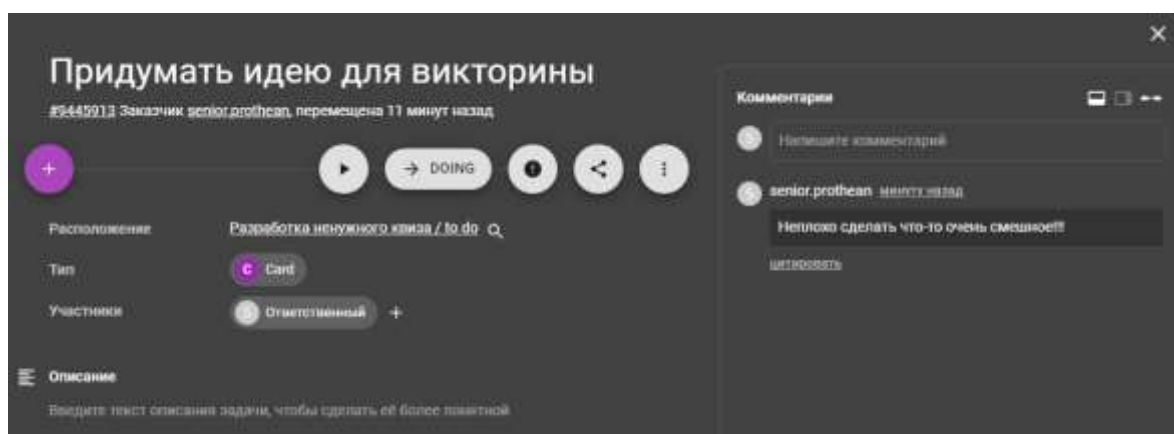 Придумать идею для викторины
#9445913 Заказчик senior.prothean, перемещена 11 минут назад
→ DOING
Расположение Разработка ненужного квиза / to do
Тип C Card
Участники S Ответственный +
Описание
Введите текст описания задачи, чтобы сделать её более понятной
Комментарии
S Напишите комментарий
S senior.prothean минуту назад
Неплохо сделать что-то очень смешное!!!
цитировать